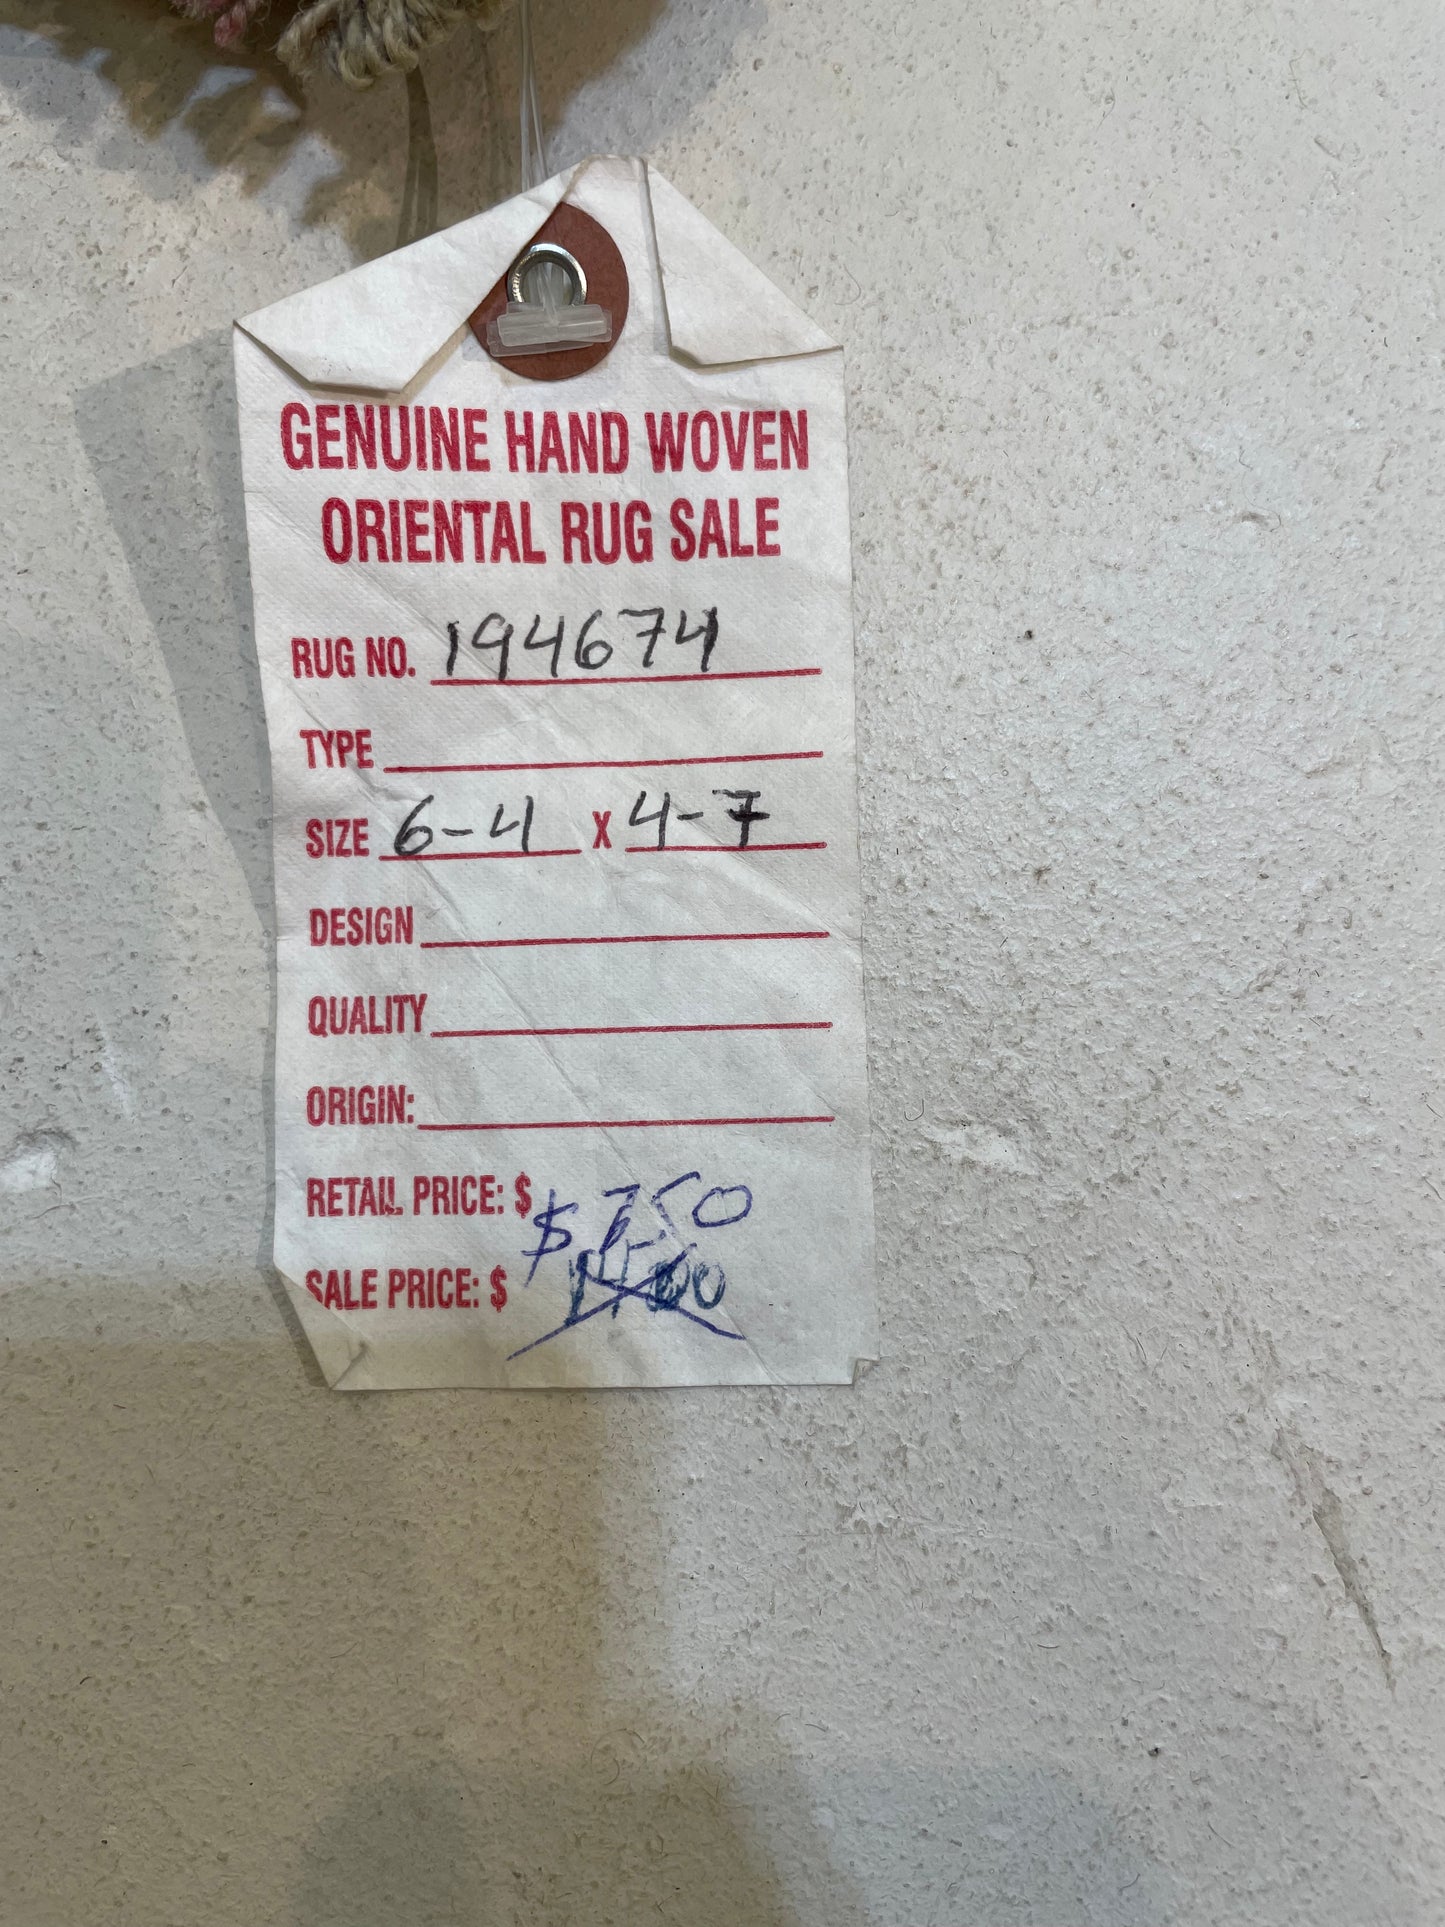 GENUINE HAND WOVEN
ORIENTAL RUG SALE
RUG NO. 194674
TYPE
SIZE 6-4 X 4-7
DESIGN
QUALITY
ORIGIN:
RETAIL PRICE: $
$ 750
SALE PRICE: $